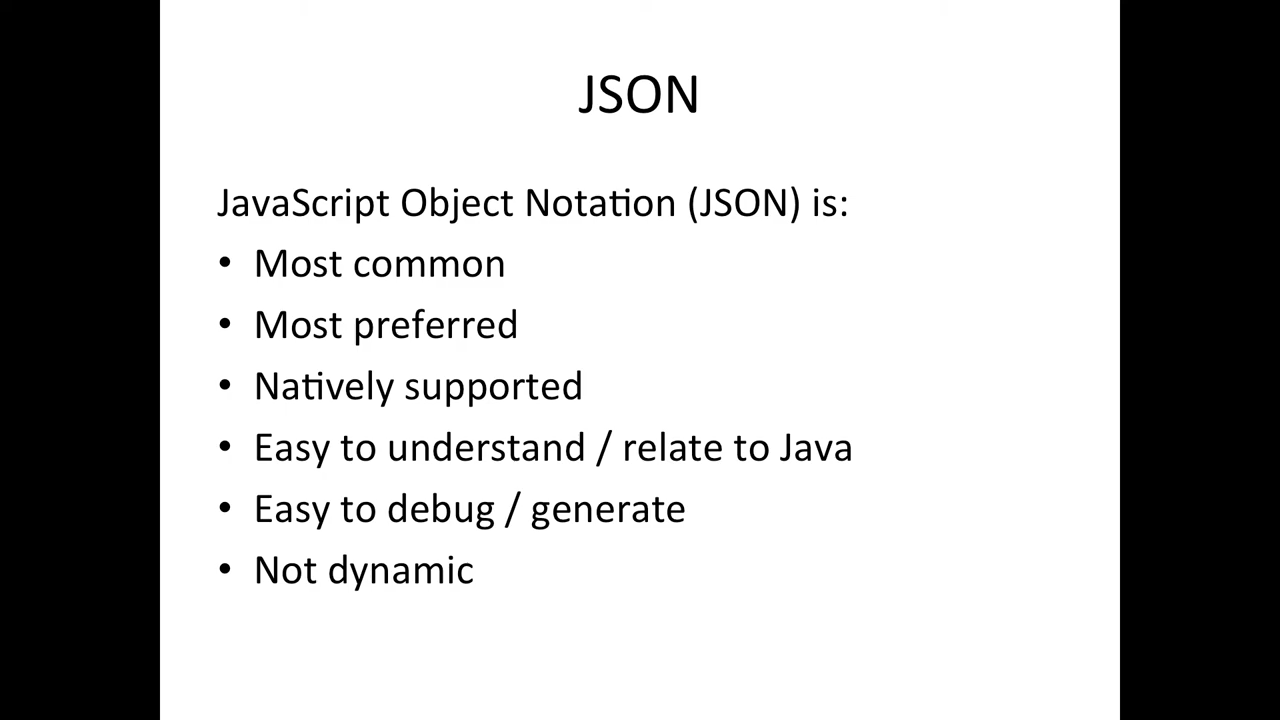 JSON
JavaScript Object Notation (JSON) is:
• Most common
• Most preferred
• Natively supported
• Easy to understand / relate to Java
• Easy to debug / generate
• Not dynamic